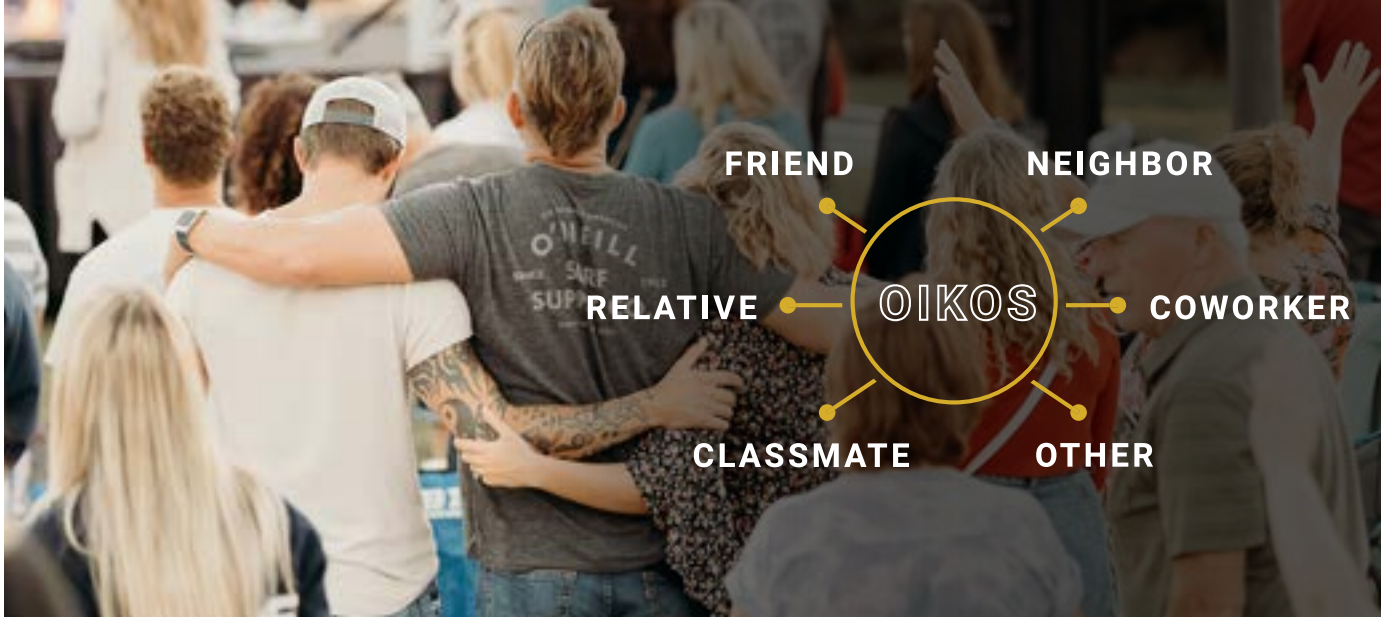 FRIEND
NEIGHBOR
O'NEILL
SURF
RELATIVE
OIKOS
COWORKER
CLASSMATE
OTHER